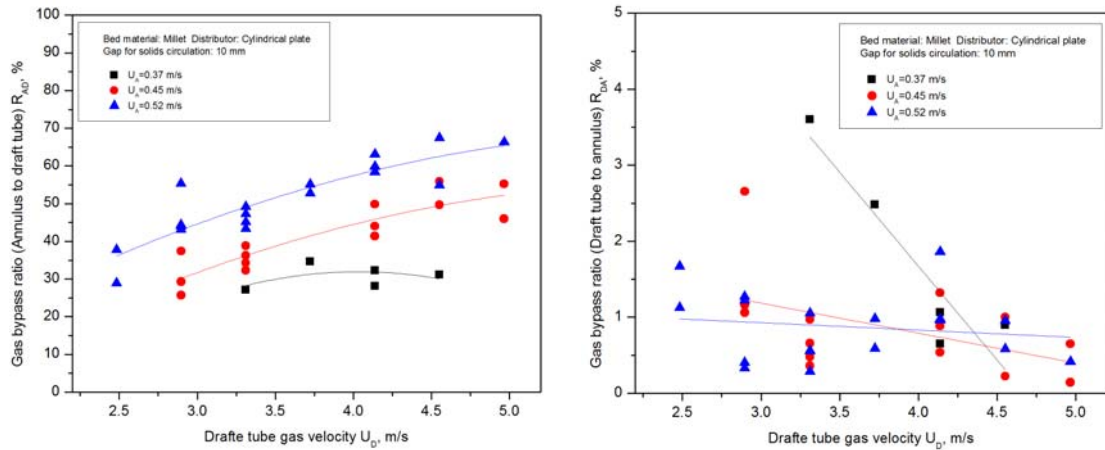 Gas bypass ratio (Annulus to draft tube) R_AD, %
100
90
80
70
60
50
40
30
20
10
0
Bed material: Millet Distributor: Cylindrical plate
Gap for solids circulation: 10 mm
U_A=0.37 m/s
U_A=0.45 m/s
U_A=0.52 m/s
2.5 3.0 3.5 4.0 4.5 5.0
Drafte tube gas velocity U_D, m/s
Gas bypass ratio (Draft tube to annulus) R_DA, %
5
4
3
2
1
0
Bed material: Millet Distributor: Cylindrical plate
Gap for solids circulation: 10 mm
U_A=0.37 m/s
U_A=0.45 m/s
U_A=0.52 m/s
2.5 3.0 3.5 4.0 4.5 5.0
Drafte tube gas velocity U_D, m/s